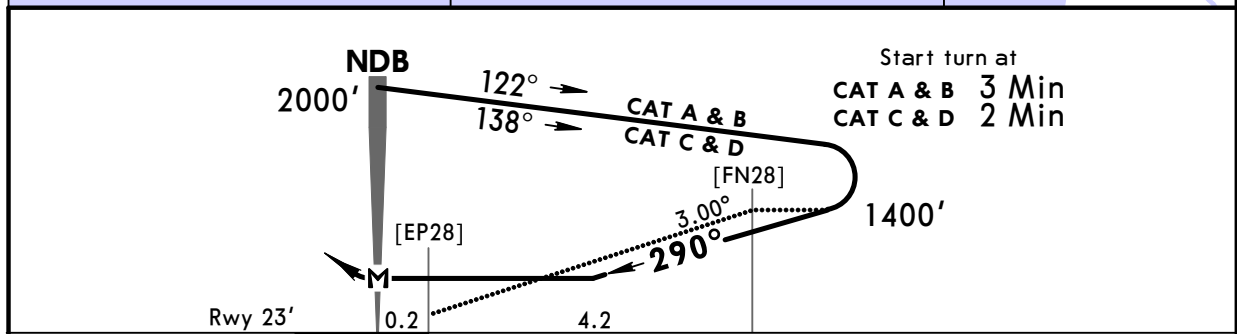 NDB
2000'
122°
138°
CAT A & B
CAT C & D
Start turn at
CAT A & B 3 Min
CAT C & D 2 Min
[FN28]
1400'
3.00°
290°
[EP28]
M
Rwy 23' 0.2 4.2